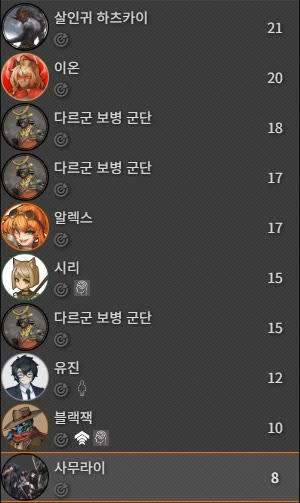 살인귀 하츠카이 21
이온 20
다르군 보병 군단 18
다르군 보병 군단 17
알렉스 17
시리 15
다르군 보병 군단 15
유진 12
블랙잭 10
사무라이 8